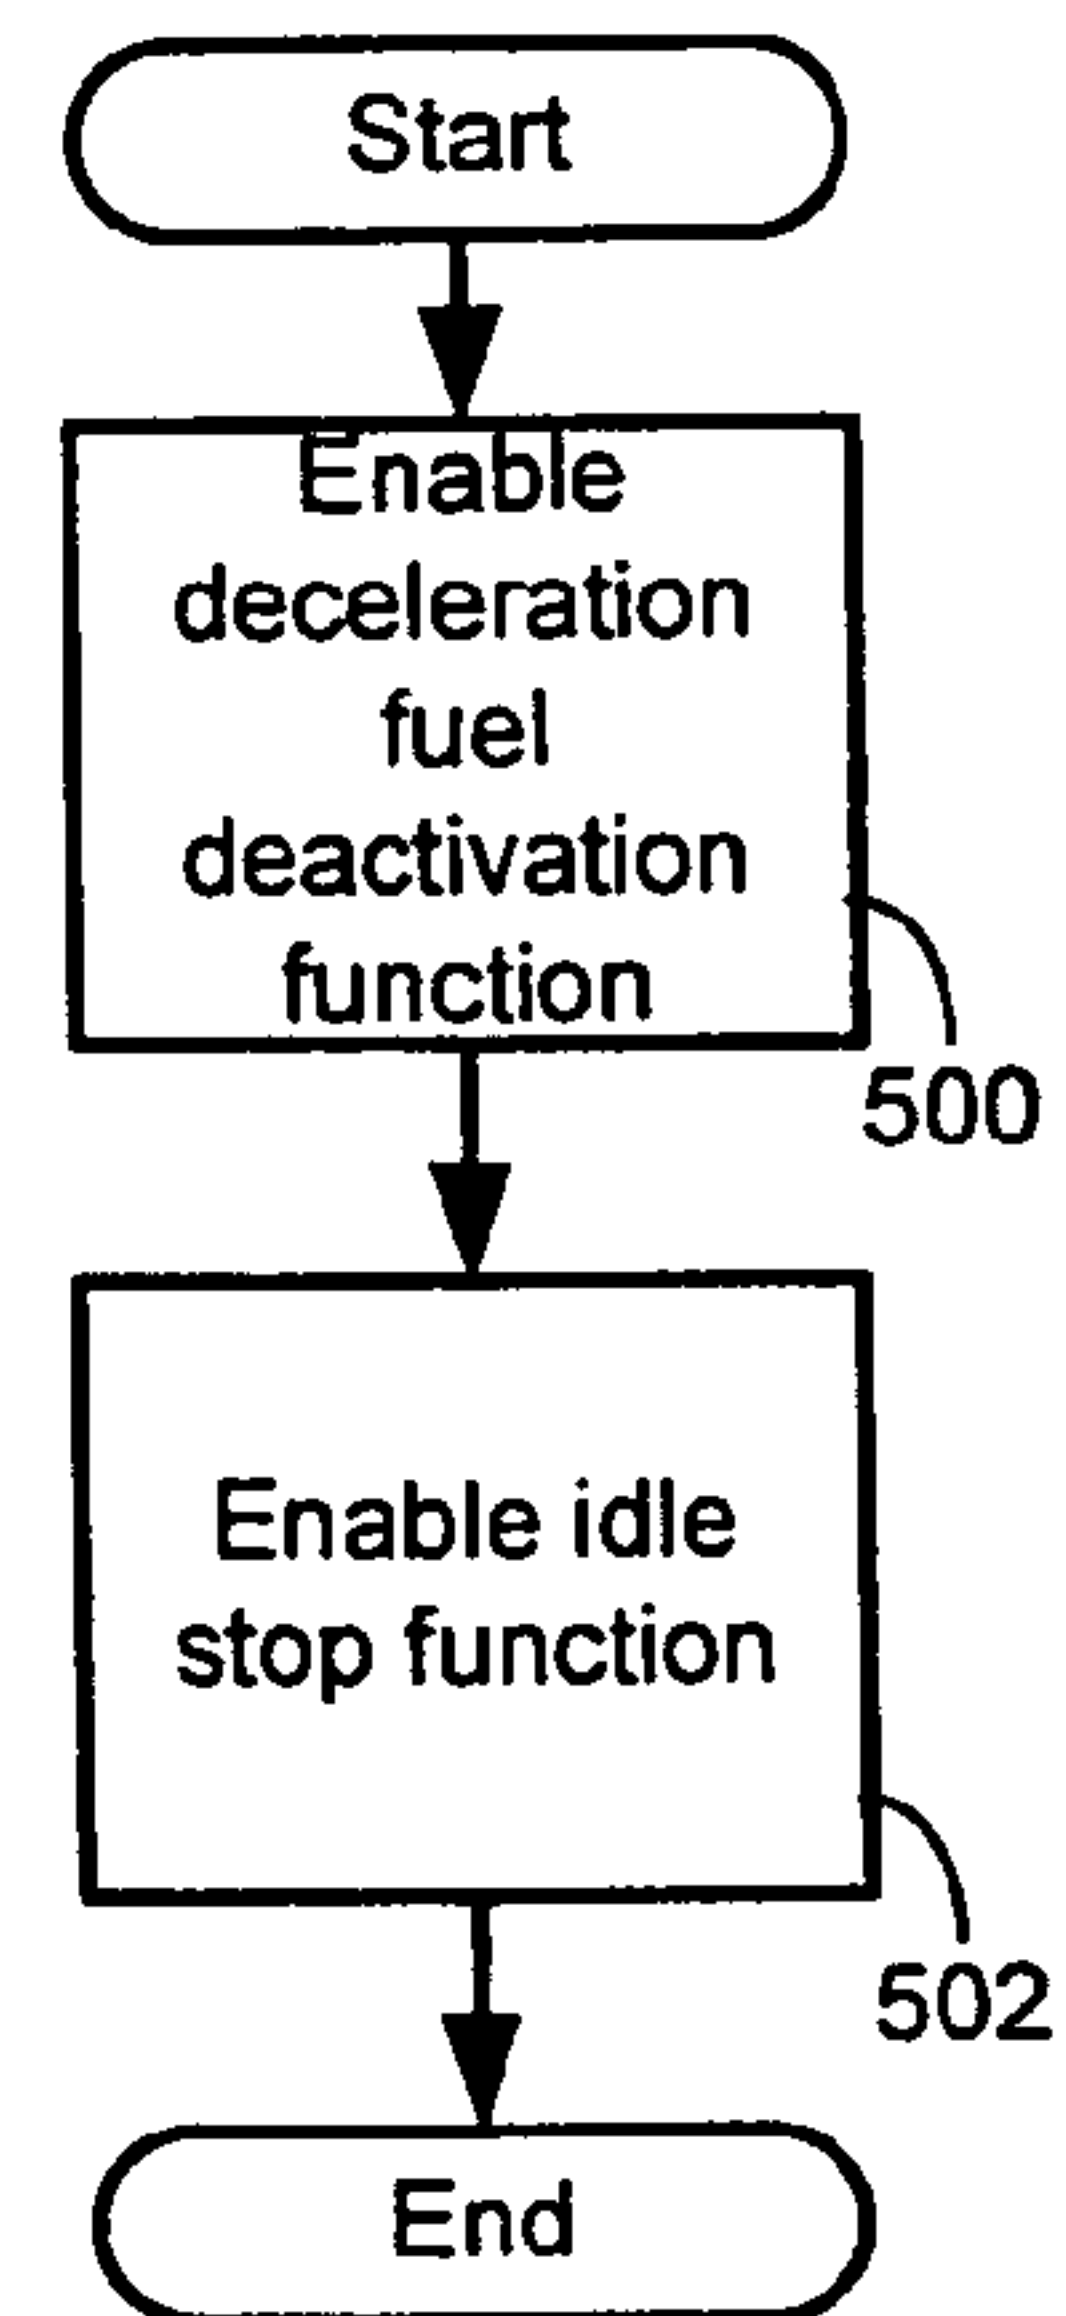 Start
Enable
deceleration
fuel
deactivation
function
500
Enable idle
stop function
502
End